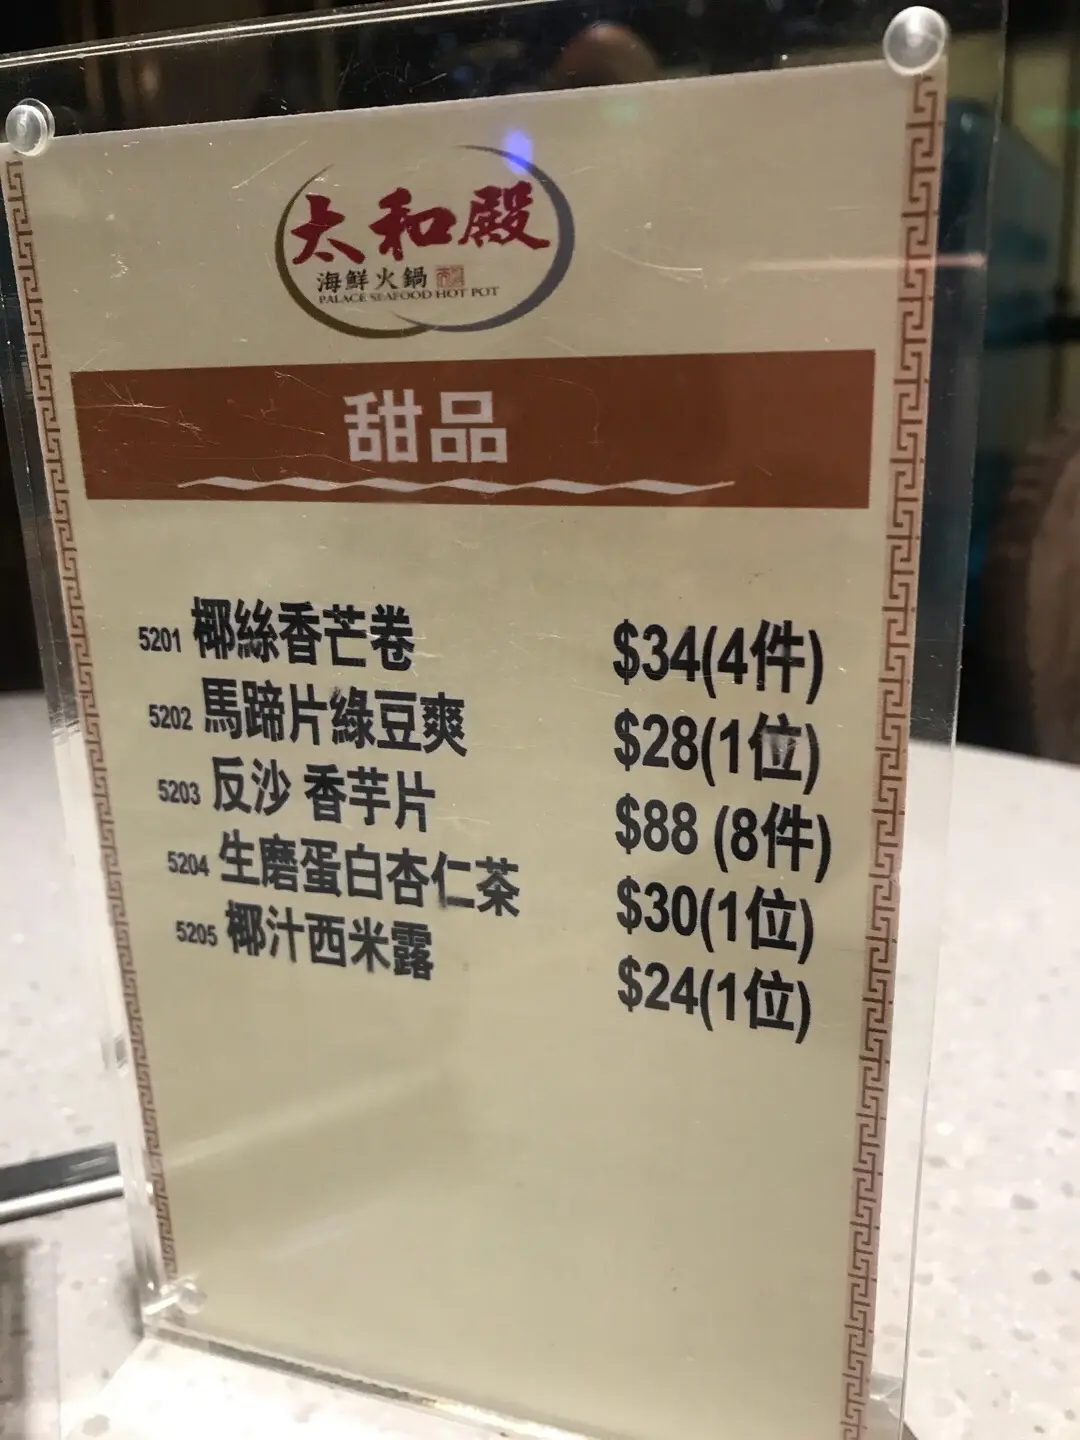 太和殿
海鮮火鍋
PALACE SEAFOOD HOT POT
甜品
5201 椰絲香芒卷 $34(4件)
5202 馬蹄片綠豆爽 $28(1位)
5203 反沙 香芋片 $88 (8件)
5204 生磨蛋白杏仁茶 $30(1位)
5205 椰汁西米露 $24(1位)